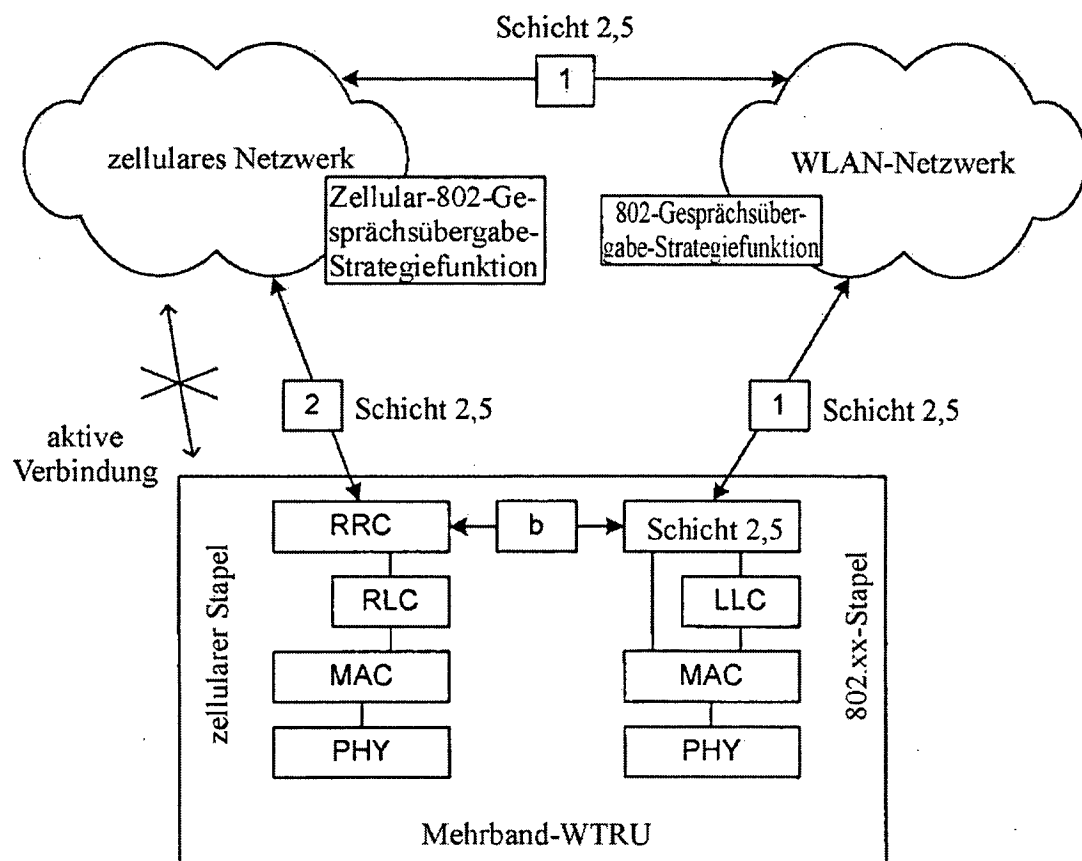 Schicht 2,5
1
zellulares Netzwerk
WLAN-Netzwerk
Zellular-802-Ge-
sprächsübergabe-
Strategiefunktion
802-Gesprächsüber-
gabe-Strategiefunktion
2
Schicht 2,5
1
Schicht 2,5
aktive
Verbindung
RRC
b
Schicht 2,5
zellularer Stapel
RLC
LLC
802.xx-Stapel
MAC
MAC
PHY
PHY
Mehrband-WTRU